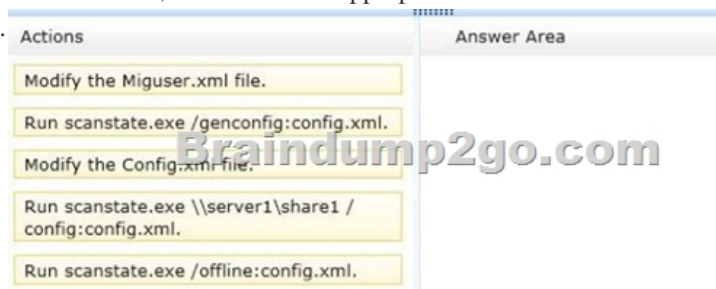 Actions
Answer Area
Modify the Miguser.xml file.
Run scanstate.exe /genconfig:config.xml.
Braindump2go.com
Modify the Config.xml file.
Run scanstate.exe \\server1\share1 /
config:config.xml.
Run scanstate.exe /offline:config.xml.